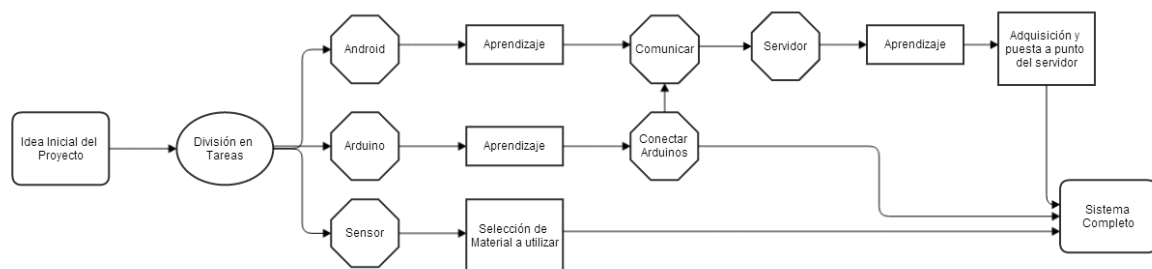 Idea Inicial del
Proyecto
División en
Tareas
Android
Aprendizaje
Comunicar
Servidor
Aprendizaje
Adquisición y
puesta a punto
del servidor
Arduino
Aprendizaje
Conectar
Arduinos
Sensor
Selección de
Material a utilizar
Sistema
Completo